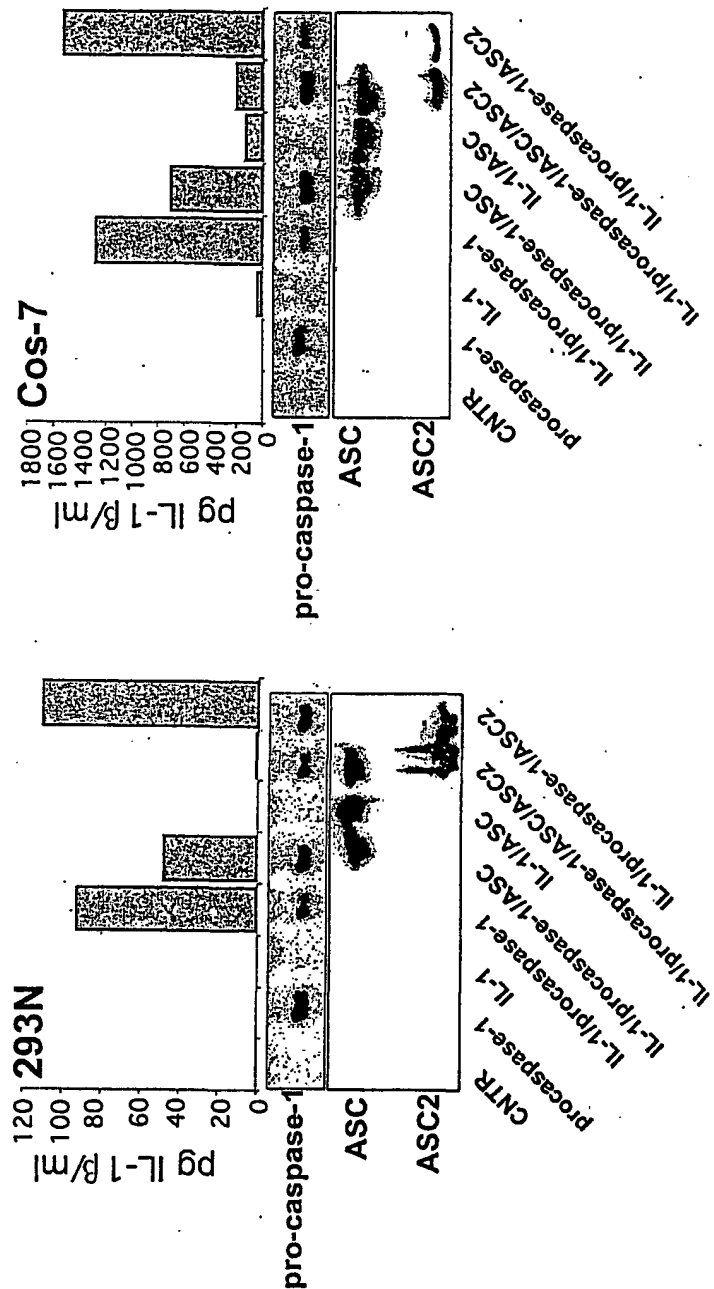 293N
120
100
80
60
40
20
0
pg IL-1β/ml
pro-caspase-1
ASC
ASC2
CNTR
procaspase-1
IL-1
IL-1/procaspase-1
IL-1/procaspase-1/ASC
IL-1/ASC
IL-1/procaspase-1/ASC/ASC2
IL-1/procaspase-1/ASC2
Cos-7
1800
1600
1400
1200
1000
800
600
400
200
0
pg IL-1β/ml
pro-caspase-1
ASC
ASC2
CNTR
procaspase-1
IL-1
IL-1/procaspase-1
IL-1/procaspase-1/ASC
IL-1/ASC
IL-1/procaspase-1/ASC/ASC2
IL-1/procaspase-1/ASC2